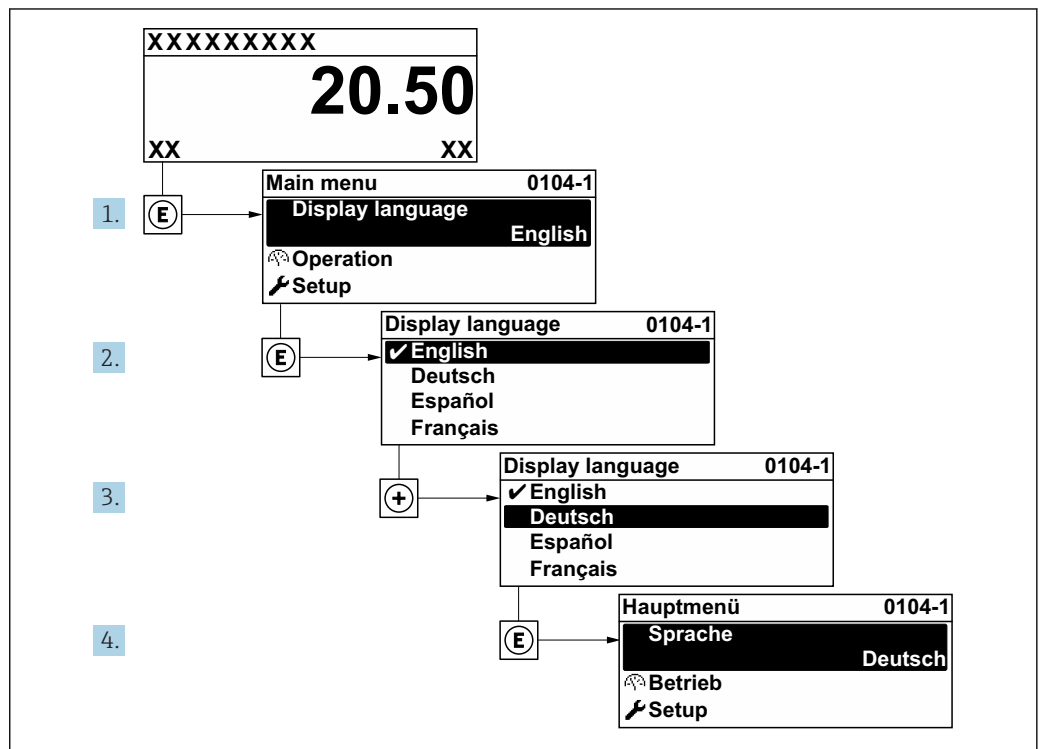 XXXXXXXXX
20.50
XX XX
1.
E
Main menu 0104-1
Display language
English
Operation
Setup
2.
E
Display language 0104-1
✔ English
Deutsch
Español
Français
3.
+
Display language 0104-1
✔ English
Deutsch
Español
Français
4.
E
Hauptmenü 0104-1
Sprache
Deutsch
Betrieb
Setup